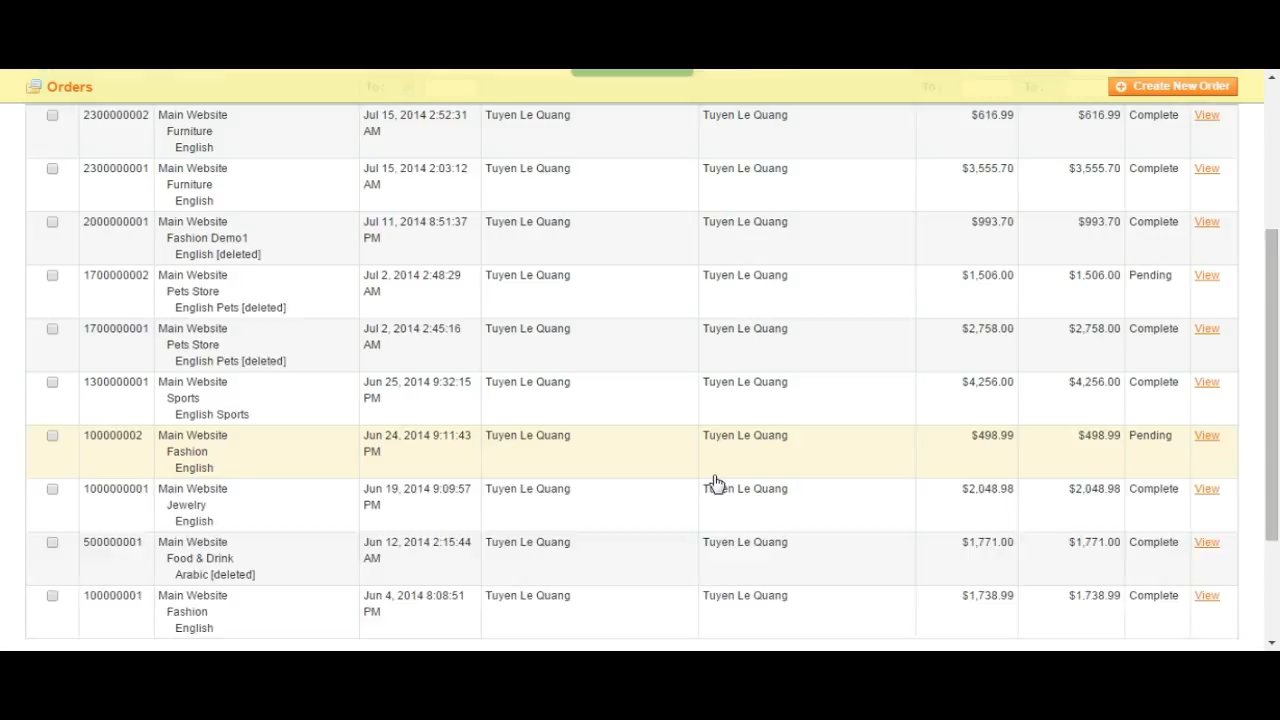 Orders
To:
To:
To:
Create New Order
2300000002 Main Website Jul 15, 2014 2:52:31 Tuyen Le Quang Tuyen Le Quang $616.99 $616.99 Complete View
Furniture AM
English
2300000001 Main Website Jul 15, 2014 2:03:12 Tuyen Le Quang Tuyen Le Quang $3,555.70 $3,555.70 Complete View
Furniture AM
English
2000000001 Main Website Jul 11, 2014 8:51:37 Tuyen Le Quang Tuyen Le Quang $993.70 $993.70 Complete View
Fashion Demo1 PM
English [deleted]
1700000002 Main Website Jul 2, 2014 2:48:29 Tuyen Le Quang Tuyen Le Quang $1,506.00 $1,506.00 Pending View
Pets Store AM
English Pets [deleted]
1700000001 Main Website Jul 2, 2014 2:45:16 Tuyen Le Quang Tuyen Le Quang $2,758.00 $2,758.00 Complete View
Pets Store AM
English Pets [deleted]
1300000001 Main Website Jun 25, 2014 9:32:15 Tuyen Le Quang Tuyen Le Quang $4,256.00 $4,256.00 Complete View
Sports PM
English Sports
100000002 Main Website Jun 24, 2014 9:11:43 Tuyen Le Quang Tuyen Le Quang $498.99 $498.99 Pending View
Fashion PM
English
1000000001 Main Website Jun 19, 2014 9:09:57 Tuyen Le Quang Tuyen Le Quang $2,048.98 $2,048.98 Complete View
Jewelry PM
English
500000001 Main Website Jun 12, 2014 2:15:44 Tuyen Le Quang Tuyen Le Quang $1,771.00 $1,771.00 Complete View
Food & Drink AM
Arabic [deleted]
100000001 Main Website Jun 4, 2014 8:08:51 Tuyen Le Quang Tuyen Le Quang $1,738.99 $1,738.99 Complete View
Fashion PM
English